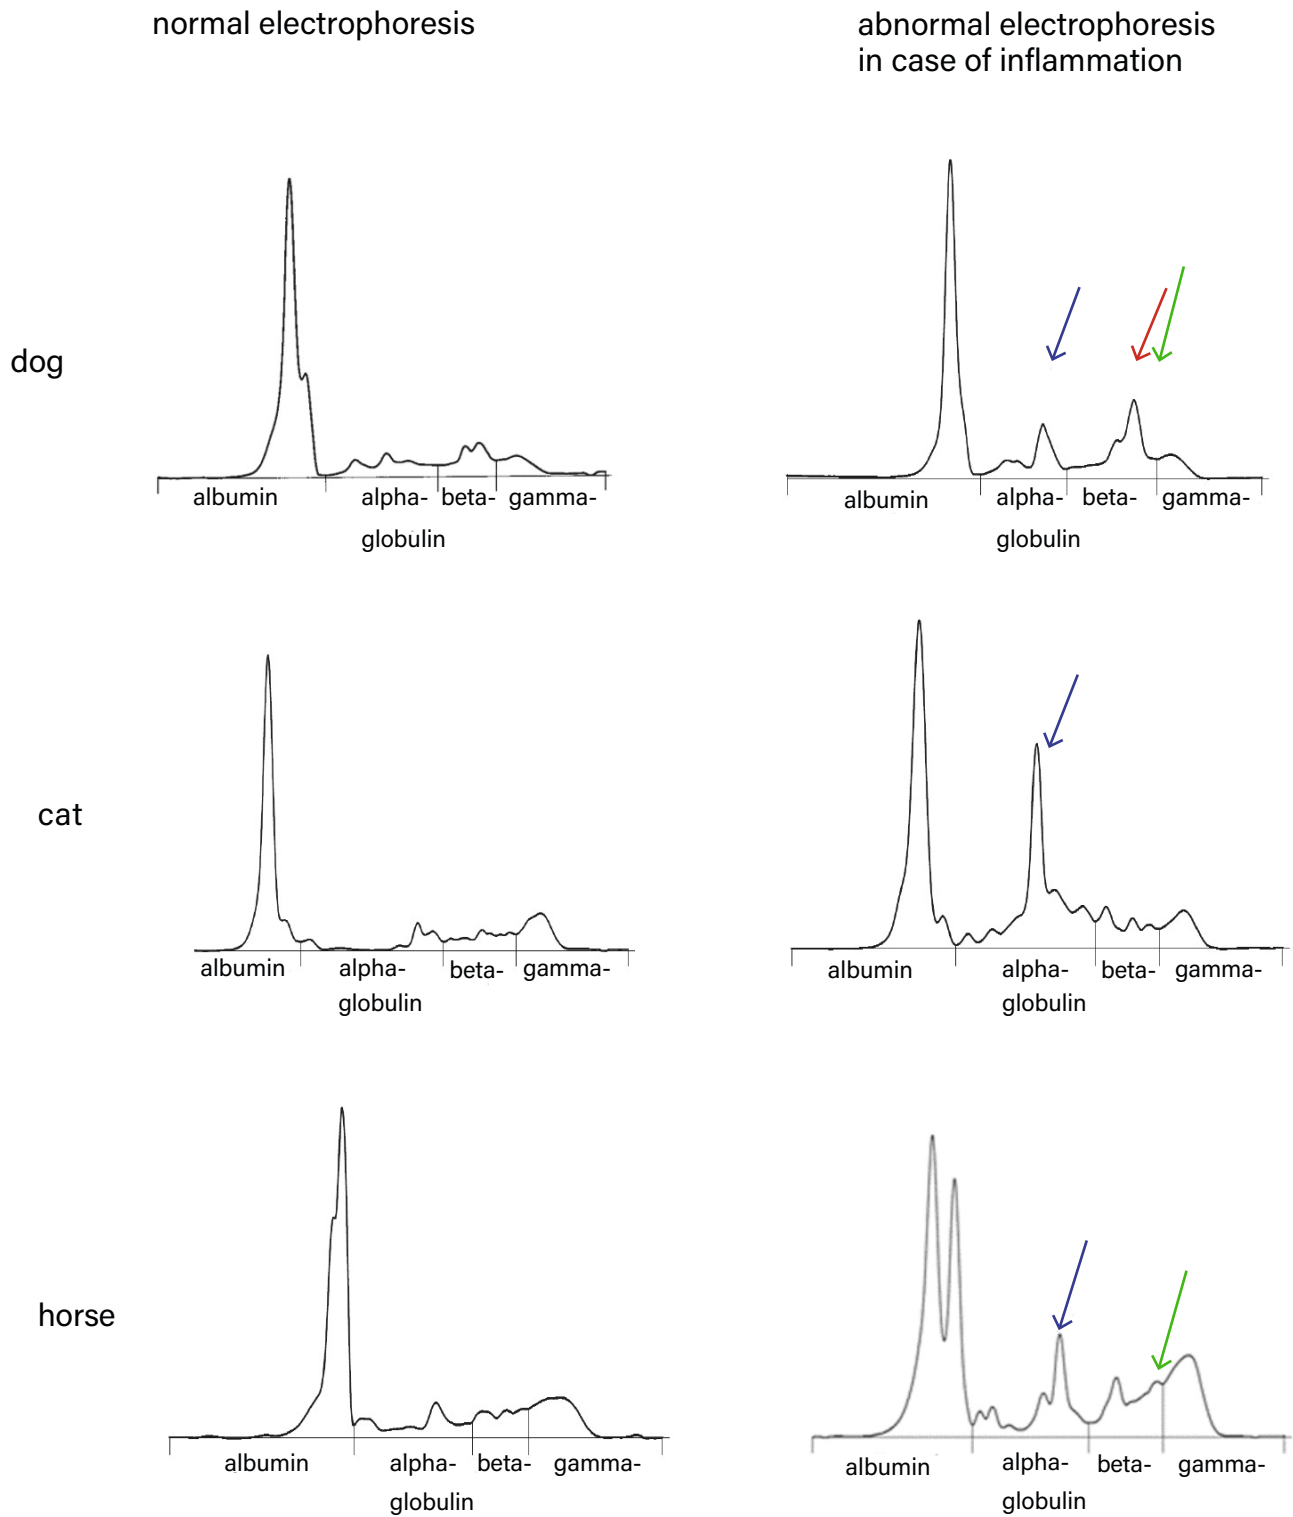 normal electrophoresis
abnormal electrophoresis
in case of inflammation
dog
albumin alpha- beta- gamma-
globulin
albumin alpha- beta- gamma-
globulin
cat
albumin alpha- beta- gamma-
globulin
albumin alpha- beta- gamma-
globulin
horse
albumin alpha- beta- gamma-
globulin
albumin alpha- beta- gamma-
globulin